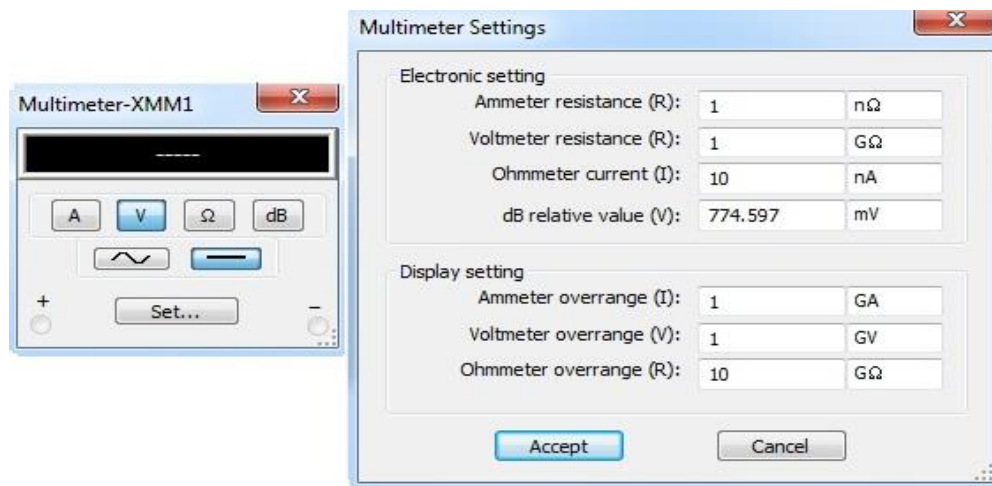 Multimeter-XMM1
-----
A V Ω dB
+ Set... -
Multimeter Settings
Electronic setting
Ammeter resistance (R): 1 nΩ
Voltmeter resistance (R): 1 GΩ
Ohmmeter current (I): 10 nA
dB relative value (V): 774.597 mV
Display setting
Ammeter overrange (I): 1 GA
Voltmeter overrange (V): 1 GV
Ohmmeter overrange (R): 10 GΩ
Accept Cancel